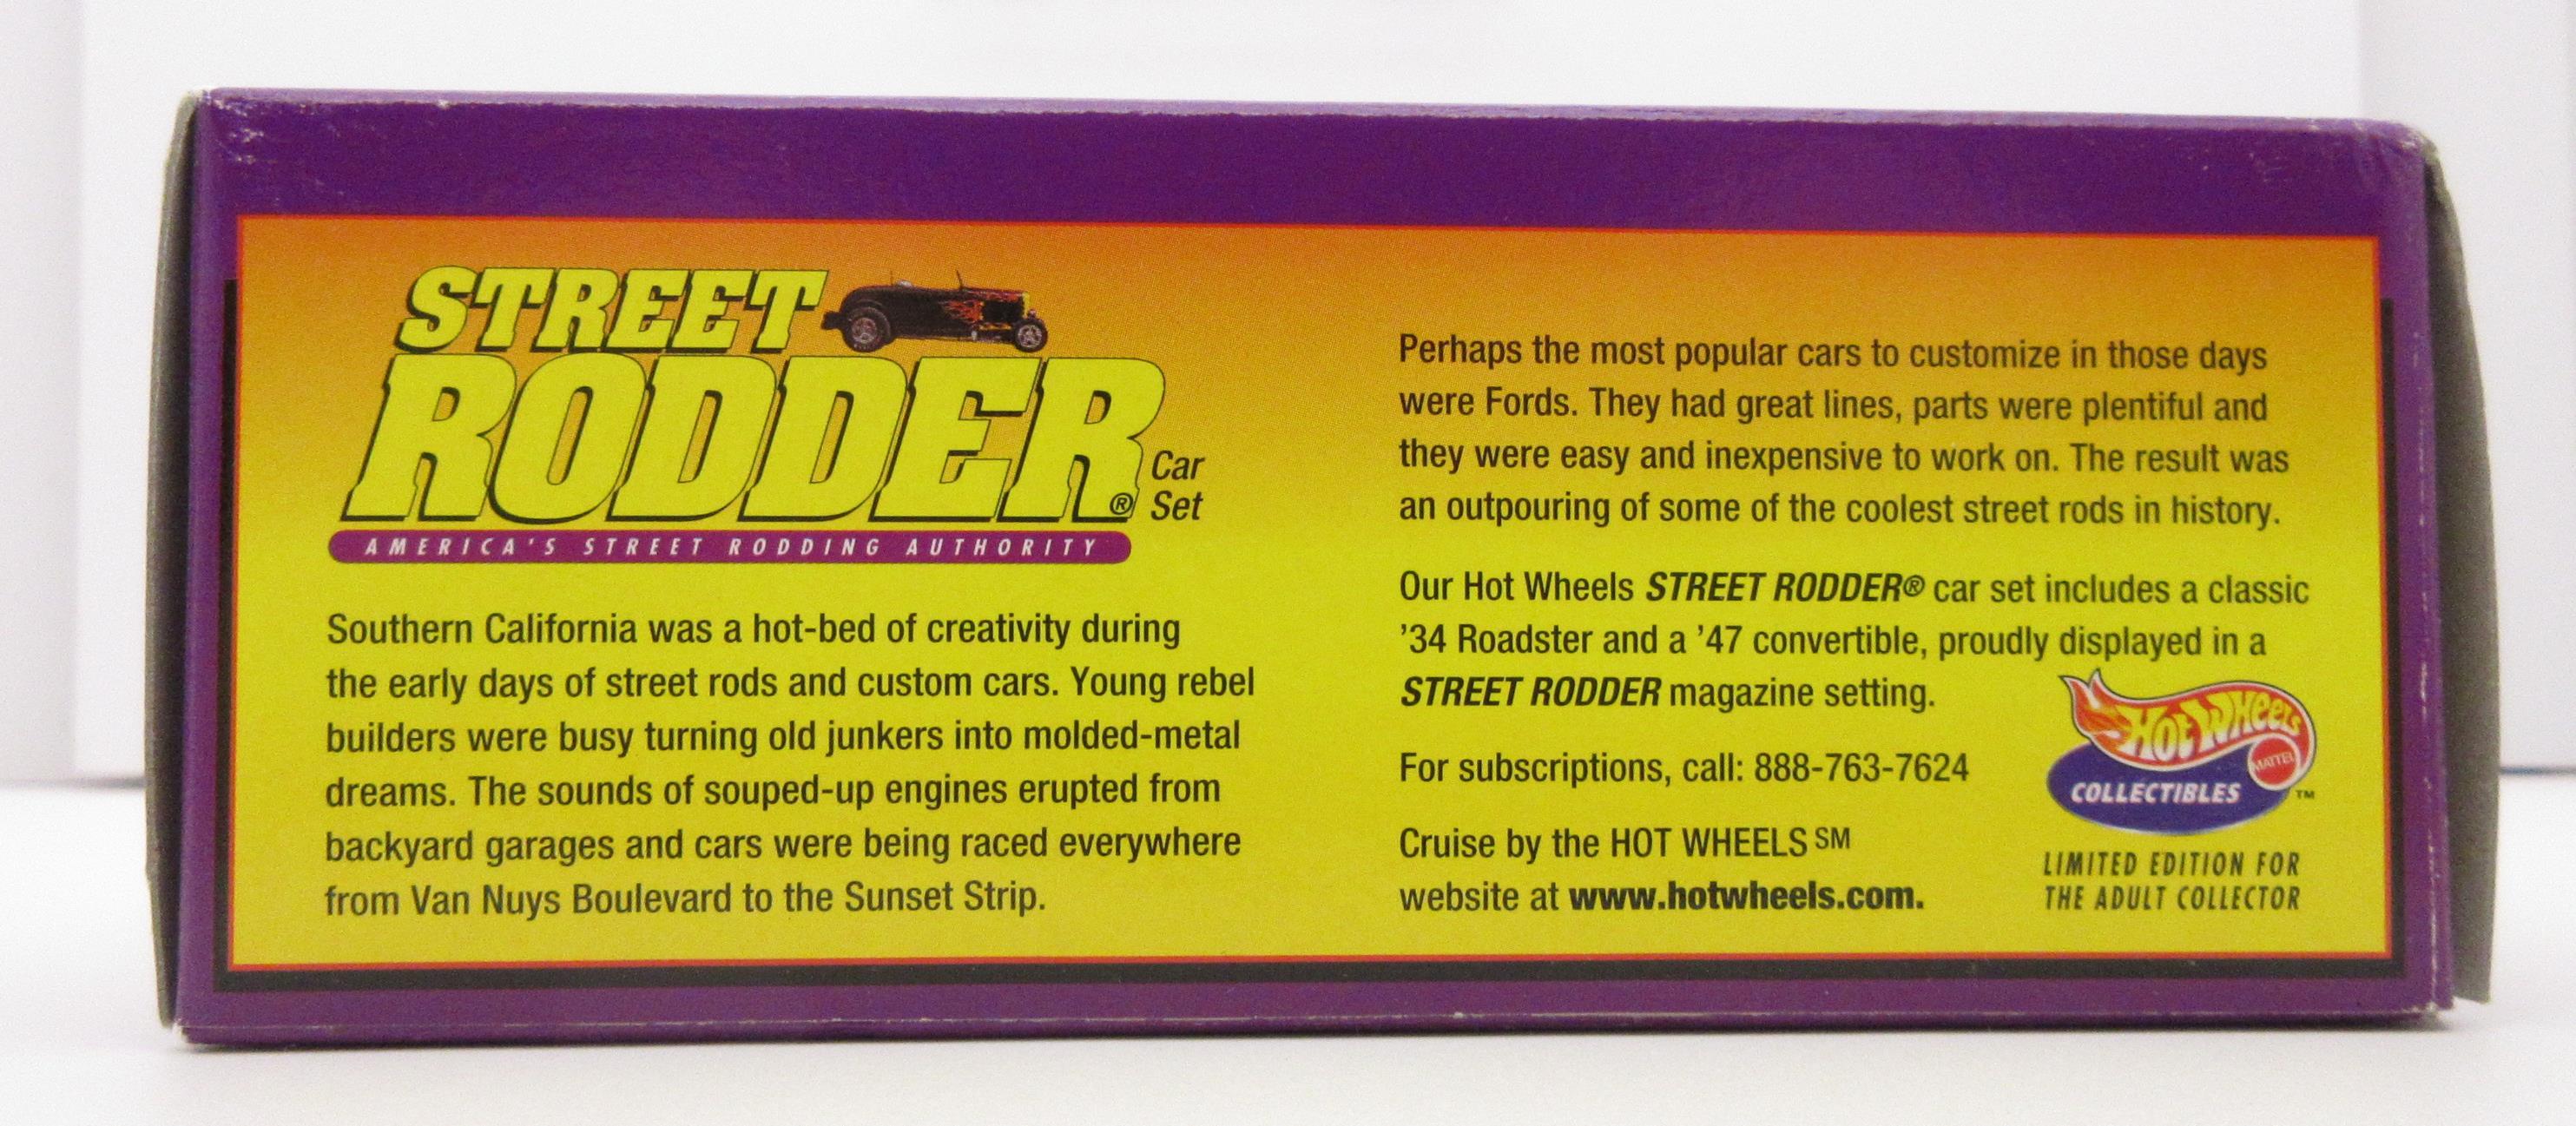 STREET
RODDER®
Car
Set
AMERICA'S STREET RODDING AUTHORITY
Southern California was a hot-bed of creativity during
the early days of street rods and custom cars. Young rebel
builders were busy turning old junkers into molded-metal
dreams. The sounds of souped-up engines erupted from
backyard garages and cars were being raced everywhere
from Van Nuys Boulevard to the Sunset Strip.
Perhaps the most popular cars to customize in those days
were Fords. They had great lines, parts were plentiful and
they were easy and inexpensive to work on. The result was
an outpouring of some of the coolest street rods in history.
Our Hot Wheels STREET RODDER® car set includes a classic
’34 Roadster and a ’47 convertible, proudly displayed in a
STREET RODDER magazine setting.
For subscriptions, call: 888-763-7624
Cruise by the HOT WHEELS SM
website at www.hotwheels.com.
Hot Wheels
MATTEL
COLLECTIBLES ™
LIMITED EDITION FOR
THE ADULT COLLECTOR